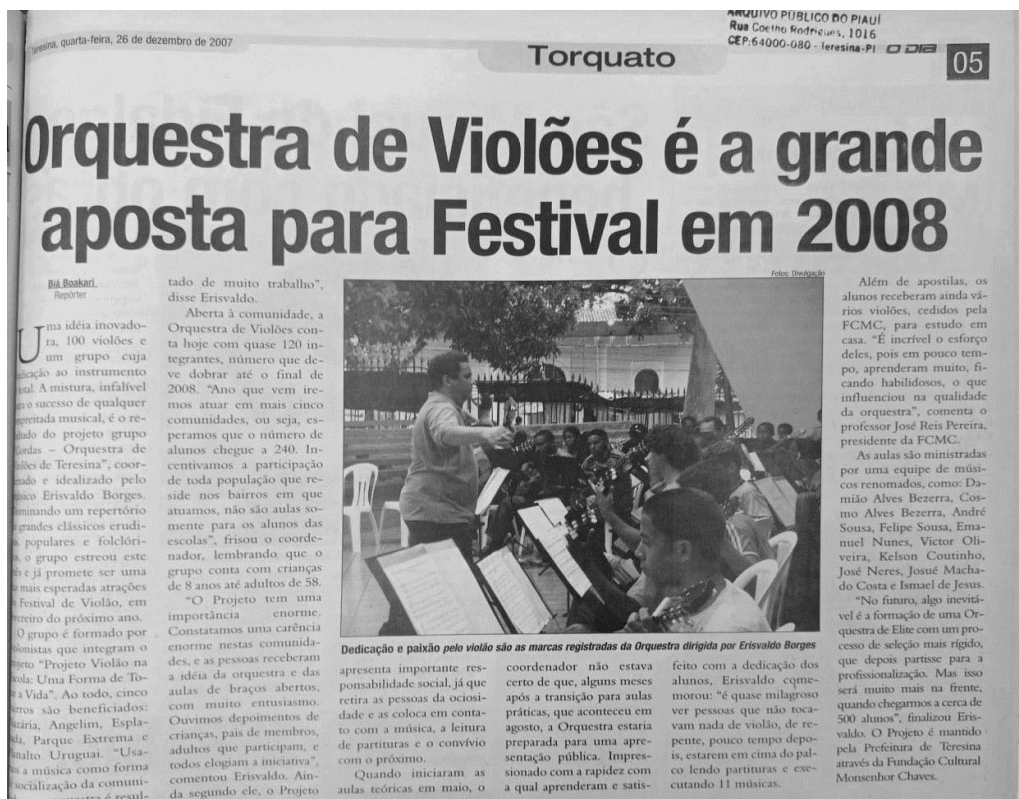 Teresina, quarta-feira, 26 de dezembro de 2007
Torquato
ARQUIVO PÚBLICO DO PIAUÍ
Rua Coelho Rodrigues, 1016
CEP:64000-080 - Teresina-PI
O DIA
05
Orquestra de Violões é a grande
aposta para Festival em 2008
Biá Boakari
Repórter
Uma idéia inovado-
ra, 100 violões e
um grupo cuja
ao instrumento
A mistura, infalível
o sucesso de qualquer
musical, é o re-
do projeto grupo
Cordas – Orquestra de
de Teresina”, coor-
e idealizado pelo
Erisvaldo Borges.
um repertório
grandes clássicos erudi-
populares e folclóri-
o grupo estreou este
e já promete ser uma
mais esperadas atrações
Festival de Violão, em
do próximo ano.
O grupo é formado por
que integram o
“Projeto Violão na
Uma Forma de To-
a Vida”. Ao todo, cinco
são beneficiados:
Angelim, Espla-
Parque Extrema e
Uruguai. “Usa-
a música como forma
socialização da comuni-
é resul-
tado de muito trabalho”,
disse Erisvaldo.
Aberta à comunidade, a
Orquestra de Violões con-
ta hoje com quase 120 in-
tegrantes, número que de-
ve dobrar até o final de
2008. “Ano que vem ire-
mos atuar em mais cinco
comunidades, ou seja, es-
peramos que o número de
alunos chegue a 240. In-
centivamos a participação
de toda população que re-
side nos bairros em que
atuamos, não são aulas so-
mente para os alunos das
escolas”, frisou o coorde-
nador, lembrando que o
grupo conta com crianças
de 8 anos até adultos de 58.
“O Projeto tem uma
importância enorme.
Constatamos uma carência
enorme nestas comunida-
des, e as pessoas receberam
a idéia da orquestra e das
aulas de braços abertos,
com muito entusiasmo.
Ouvimos depoimentos de
crianças, pais de membros,
adultos que participam, e
todos elogiam a iniciativa”,
comentou Erisvaldo. Ain-
da segundo ele, o Projeto
Fotos: Divulgação
Dedicação e paixão pelo violão são as marcas registradas da Orquestra dirigida por Erisvaldo Borges
apresenta importante res-
ponsabilidade social, já que
retira as pessoas da ociosi-
dade e as coloca em conta-
to com a música, a leitura
de partituras e o convívio
com o próximo.
Quando iniciaram as
aulas teóricas em maio, o
coordenador não estava
certo de que, alguns meses
após a transição para aulas
práticas, que aconteceu em
agosto, a Orquestra estaria
preparada para uma apre-
sentação pública. Impres-
sionado com a rapidez com
a qual aprenderam e satis-
feito com a dedicação dos
alunos, Erisvaldo come-
morou: “é quase milagroso
ver pessoas que não toca-
vam nada de violão, de re-
pente, pouco tempo depo-
is, estarem em cima do pal-
co lendo partituras e exe-
cutando 11 músicas.
Além de apostilas, os
alunos receberam ainda vá-
rios violões, cedidos pela
FCMC, para estudo em
casa. “É incrível o esforço
deles, pois em pouco tem-
po, aprenderam muito, fi-
cando habilidosos, o que
influenciou na qualidade
da orquestra”, comenta o
professor José Reis Pereira,
presidente da FCMC.
As aulas são ministradas
por uma equipe de músi-
cos renomados, como: Da-
mião Alves Bezerra, Cos-
mo Alves Bezerra, André
Sousa, Felipe Sousa, Ema-
nuel Nunes, Victor Oli-
veira, Kelson Coutinho,
José Neres, Josué Macha-
do Costa e Ismael de Jesus.
“No futuro, algo inevitá-
vel é a formação de uma Or-
questra de Elite com um pro-
cesso de seleção mais rígido,
que depois partisse para a
profissionalização. Mas isso
será muito mais na frente,
quando chegarmos a cerca de
500 alunos”, finalizou Eris-
valdo. O Projeto é mantido
pela Prefeitura de Teresina
através da Fundação Cultural
Monsenhor Chaves.